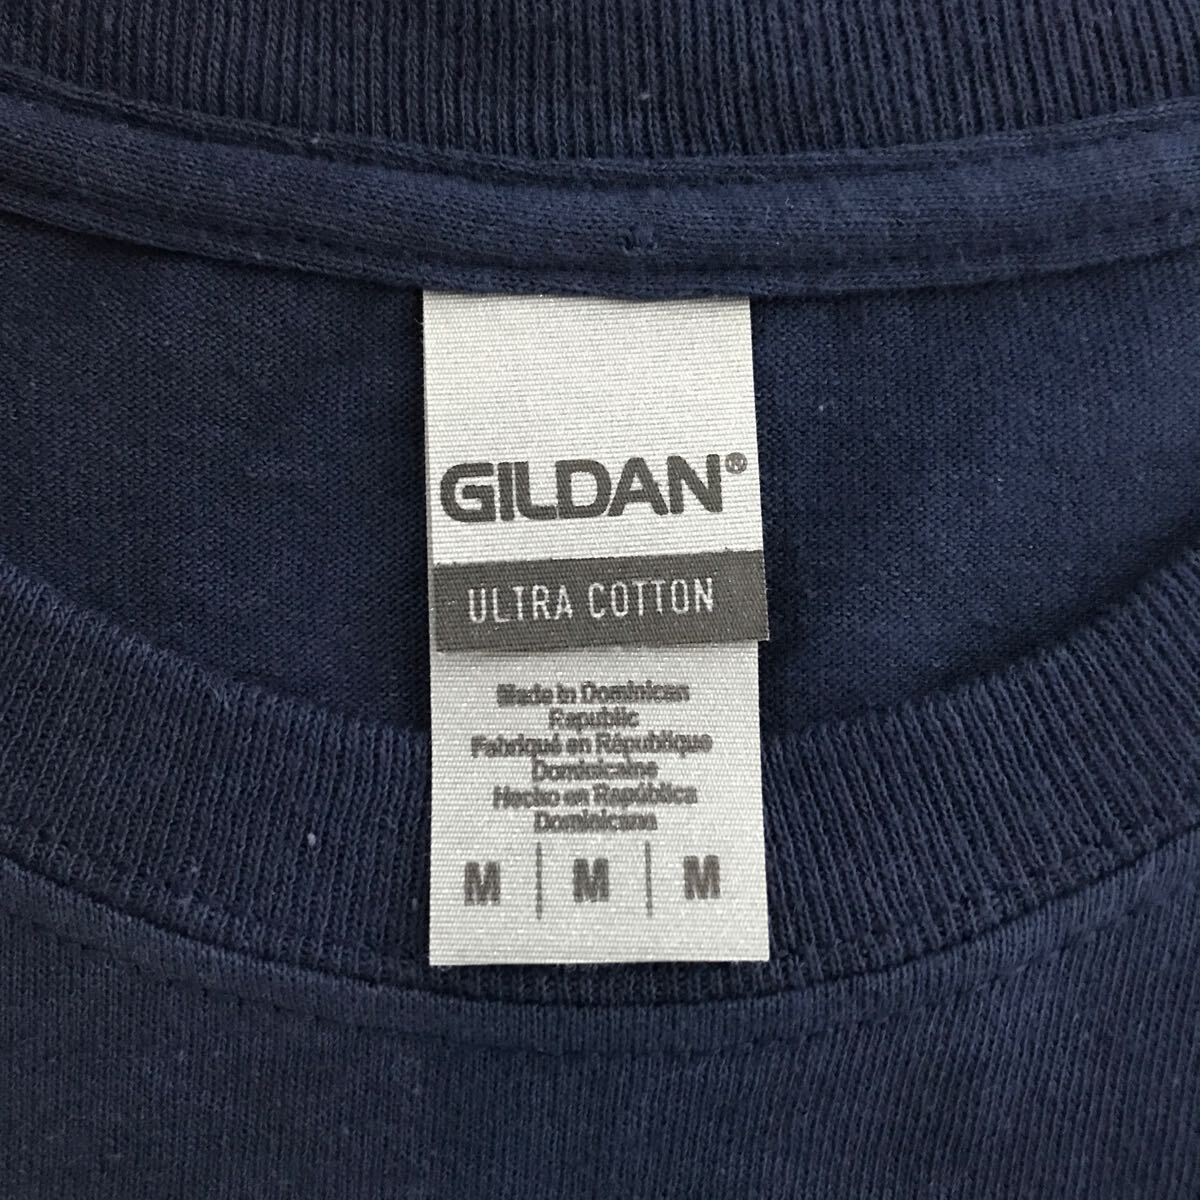 GILDAN®
ULTRA COTTON
Made in Dominican
Republic
Fabriqué en République
Dominicaine
Hecho en República
Dominicana
M | M | M